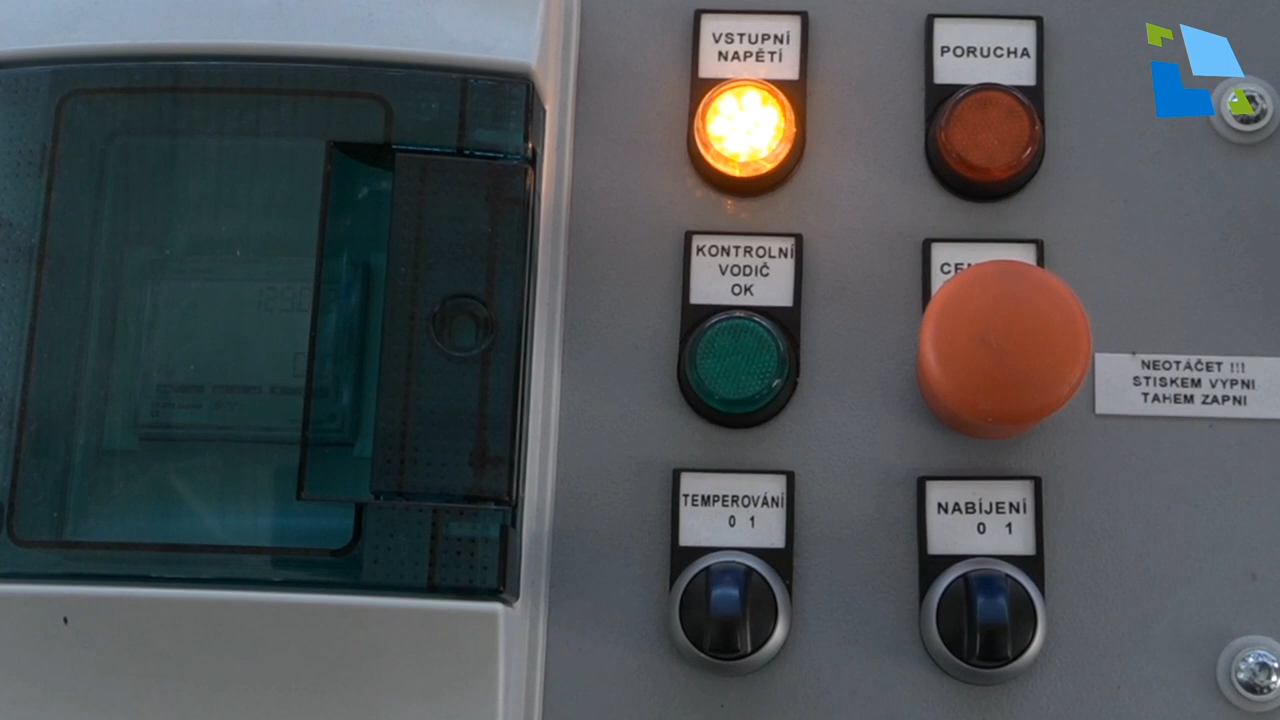 VSTUPNÍ
NAPĚTÍ
PORUCHA
KONTROLNÍ
VODIČ
OK
NEOTÁČET !!!
STISKEM VYPNI
TAHEM ZAPNI
TEMPEROVÁNÍ
0 1
NABÍJENÍ
0 1